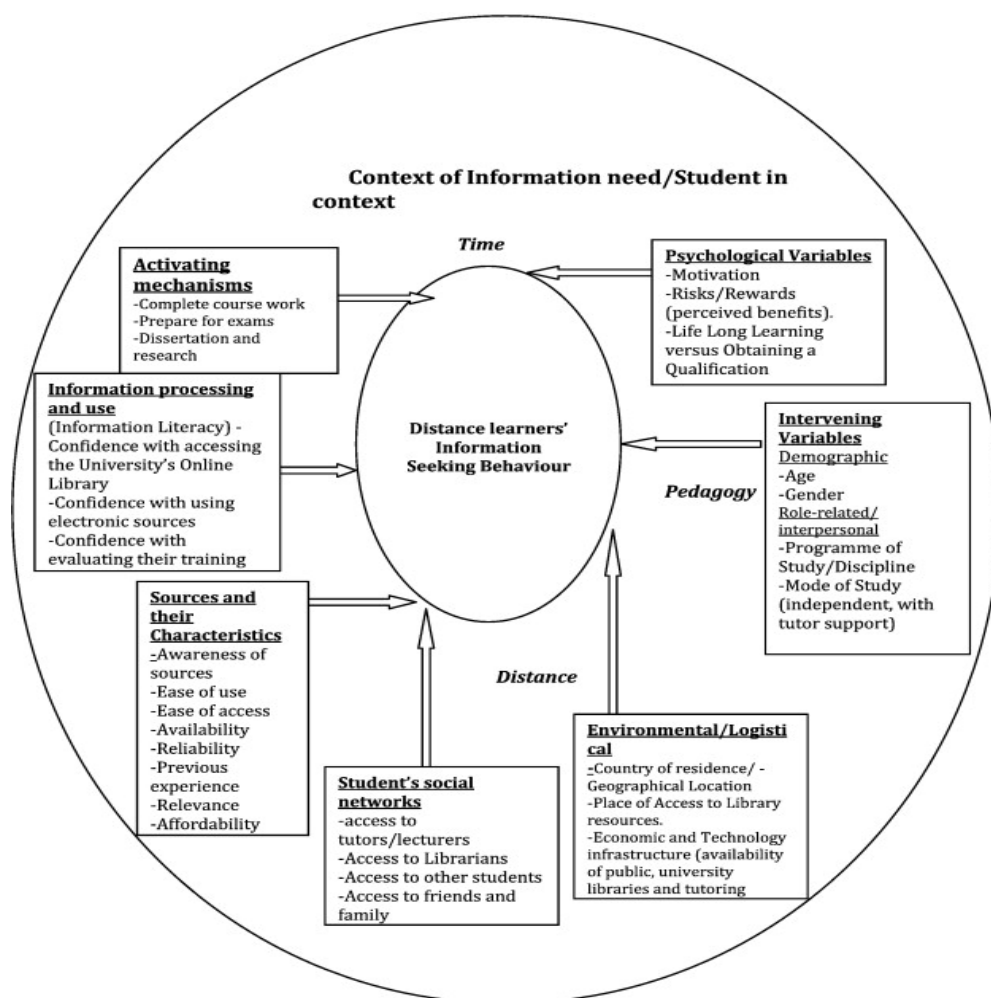 Context of Information need/Student in
context
Time
Activating
mechanisms
-Complete course work
-Prepare for exams
-Dissertation and
research
Psychological Variables
-Motivation
-Risks/Rewards
(perceived benefits).
-Life Long Learning
versus Obtaining a
Qualification
Information processing
and use
(Information Literacy) -
Confidence with accessing
the University's Online
Library
-Confidence with using
electronic sources
-Confidence with
evaluating their training
Distance learners'
Information
Seeking Behaviour
Pedagogy
Intervening
Variables
Demographic
-Age
-Gender
Role-related/
interpersonal
-Programme of
Study/Discipline
-Mode of Study
(independent, with
tutor support)
Sources and
their
Characteristics
-Awareness of
sources
-Ease of use
-Ease of access
-Availability
-Reliability
-Previous
experience
-Relevance
-Affordability
Distance
Student's social
networks
-access to
tutors/lecturers
-Access to Librarians
-Access to other students
-Access to friends and
family
Environmental/Logisti
cal
-Country of residence/ -
Geographical Location
-Place of Access to Library
resources.
-Economic and Technology
infrastructure (availability
of public, university
libraries and tutoring